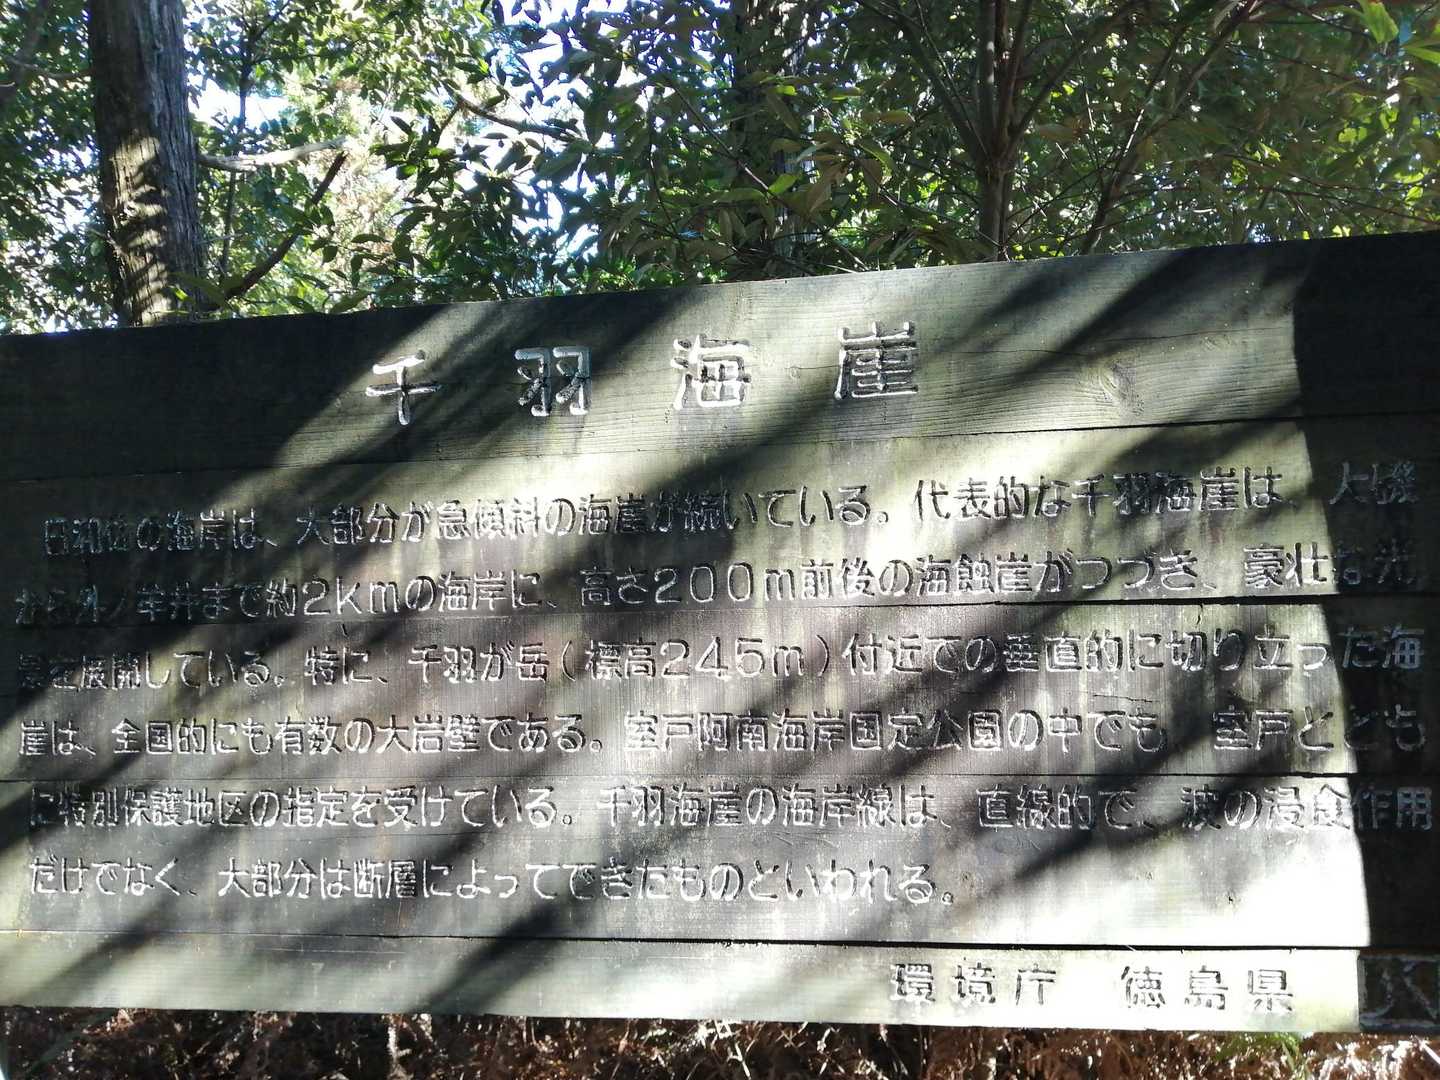 千羽海崖
日和佐の海岸は、大部分が急傾斜の海崖が続いている。代表的な千羽海崖は、大磯
から外ノ牟井まで約2kmの海岸に、高さ200m前後の海蝕崖がつづき、豪壮な光
景を展開している。特に、千羽が岳(標高245m)付近での垂直的に切り立った海
崖は、全国的にも有数の大岩壁である。室戸阿南海岸国定公園の中でも 室戸ととも
に特別保護地区の指定を受けている。千羽海崖の海岸線は、直線的で、波の浸食作用
だけでなく、大部分は断層によってできたものといわれる。
環境庁 徳島県